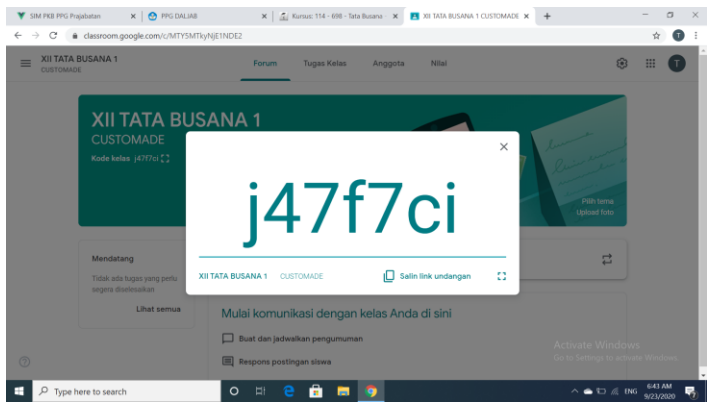 SIM PKB PPG Prajabatan
PPG DALJAB
Kursus: 114 - 698 - Tata Busana -
XII TATA BUSANA 1 CUSTOMADE
classroom.google.com/c/MTY5MTkyNjE1NDE2
T
XII TATA BUSANA 1
CUSTOMADE
Forum
Tugas Kelas
Anggota
Nilai
T
XII TATA BUSANA 1
CUSTOMADE
Kode kelas j47f7ci
Pilih tema
Upload foto
j47f7ci
XII TATA BUSANA 1 CUSTOMADE
Salin link undangan
Mendatang
Tidak ada tugas yang perlu
segera diselesaikan
Lihat semua
Mulai komunikasi dengan kelas Anda di sini
Buat dan jadwalkan pengumuman
Respons postingan siswa
Activate Windows
Go to Settings to activate Windows.
Type here to search
ENG
6:43 AM
9/23/2020